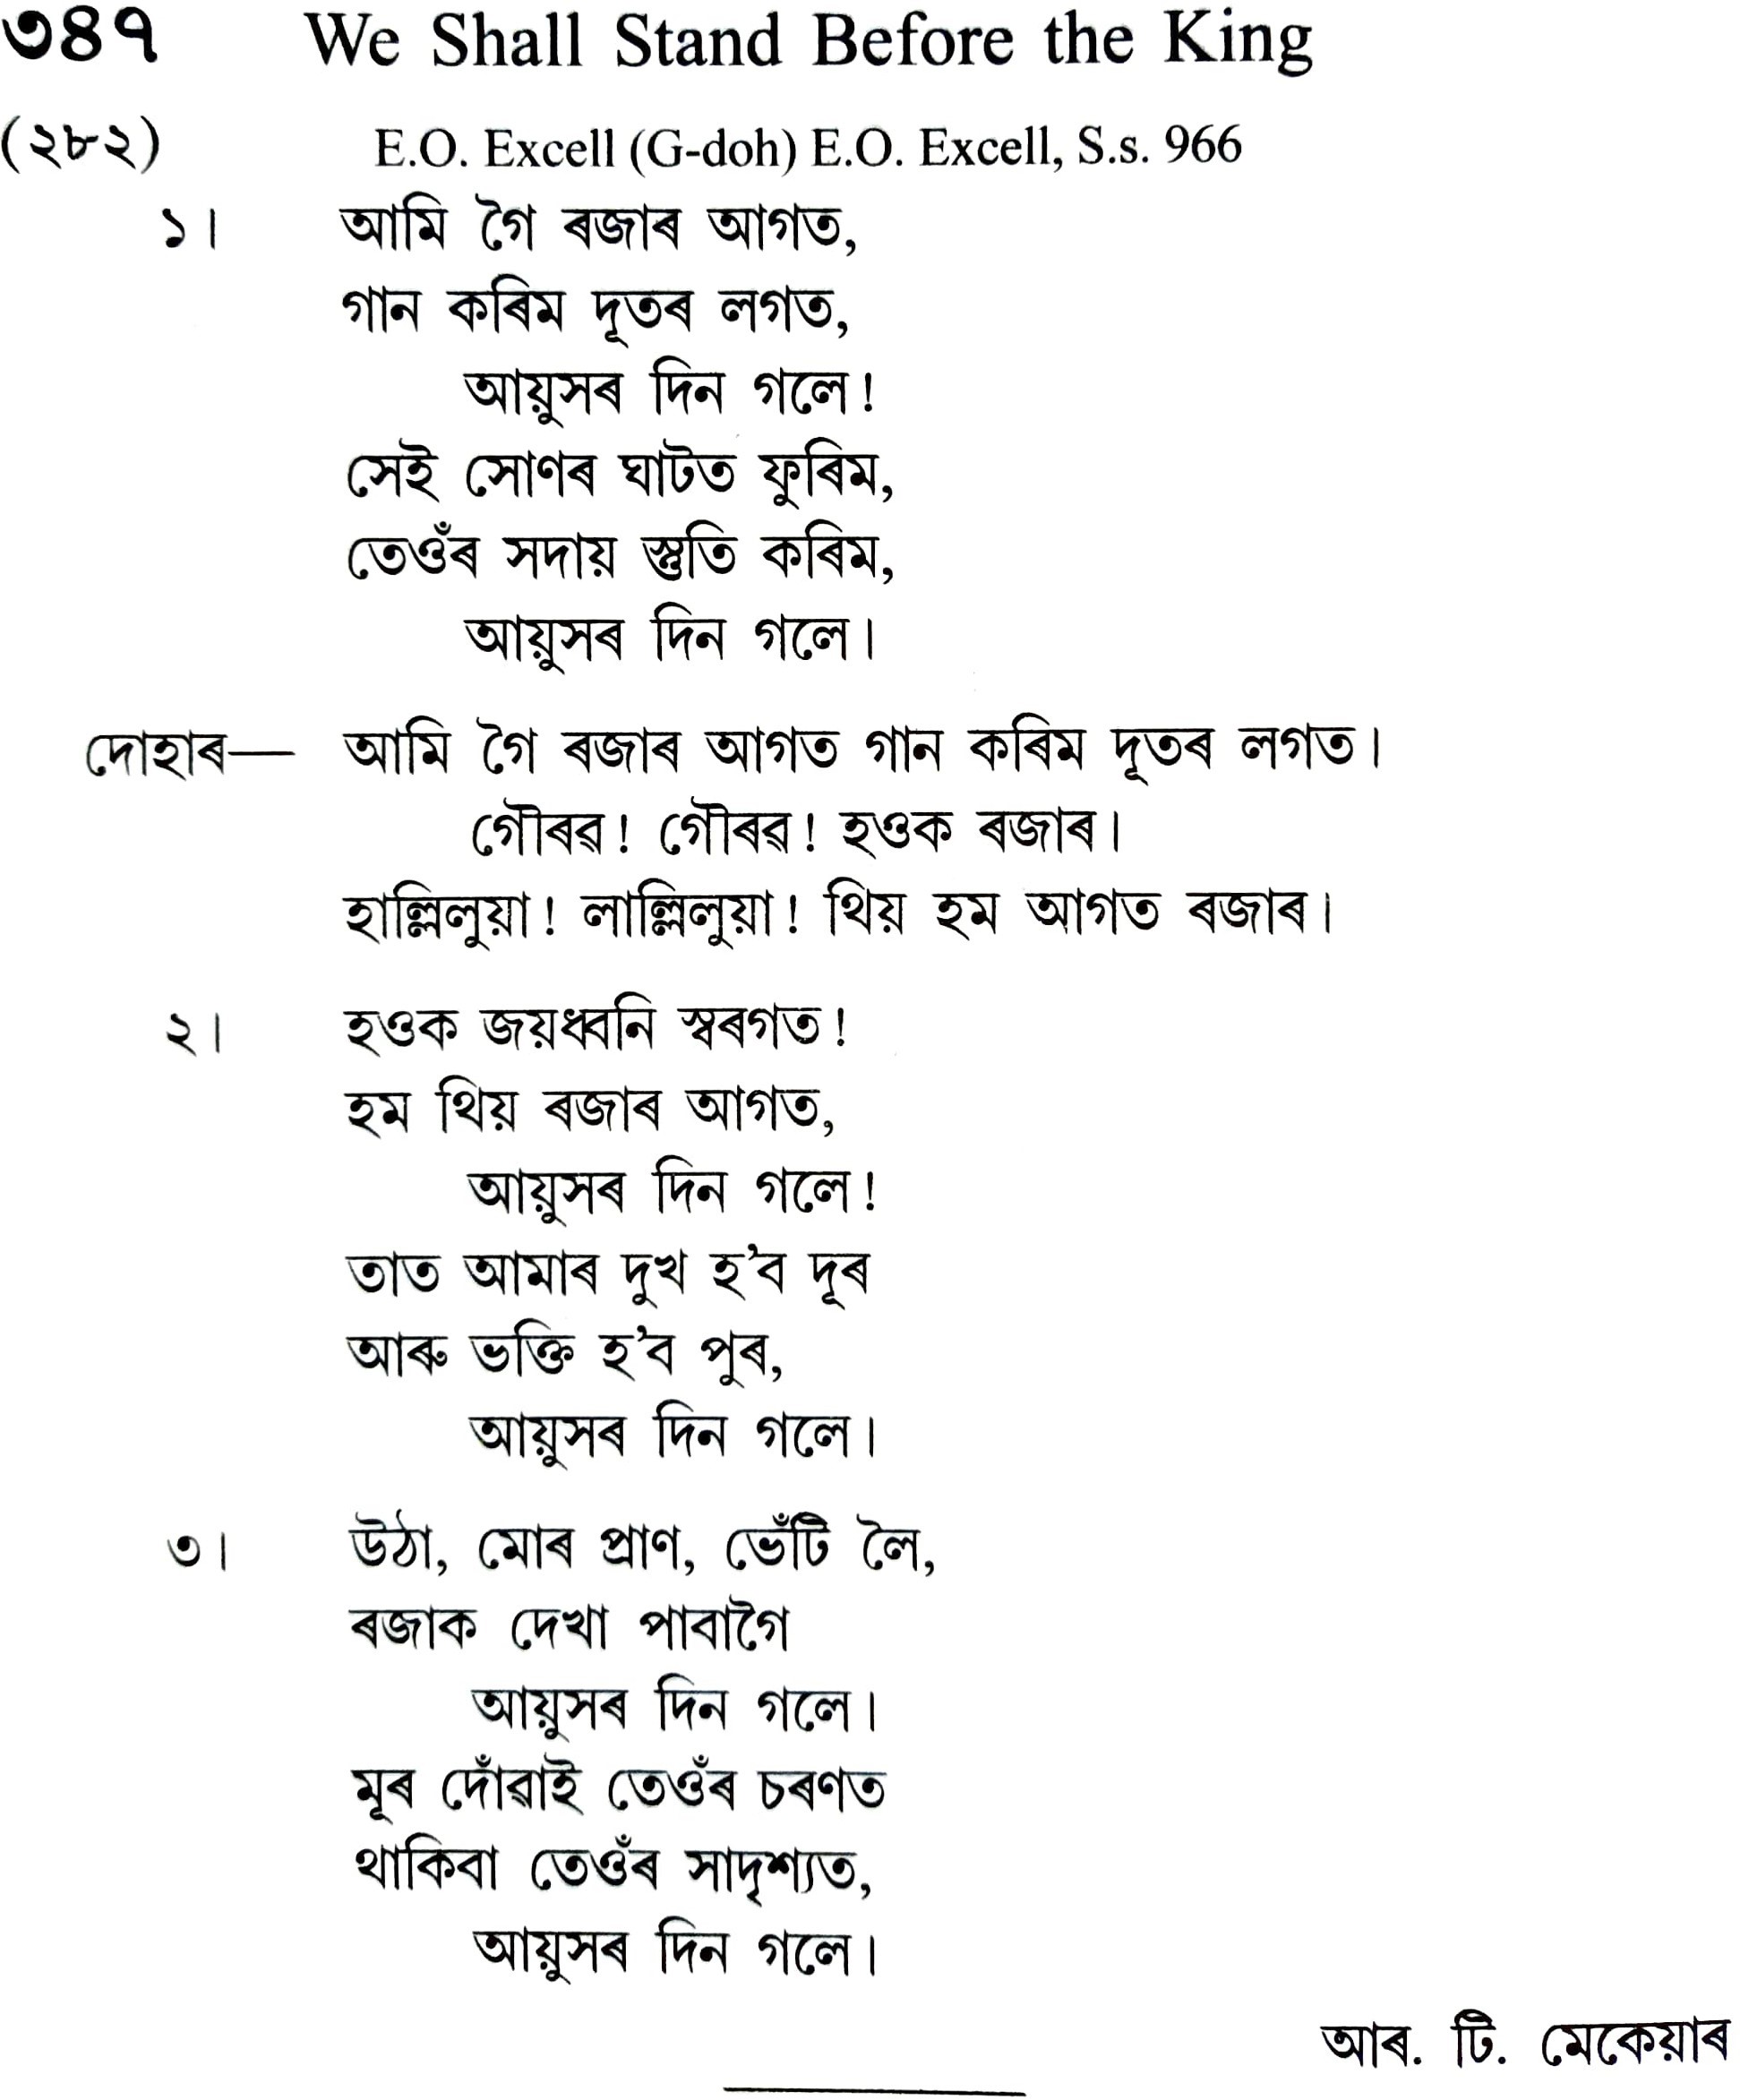 ৩৪৭ We Shall Stand Before the King
(২৮২) E.O. Excell (G-doh) E.O. Excell, S.s. 966
১। আমি গৈ ৰজাৰ আগত,
গান কৰিম দূতৰ লগত,
আয়ুসৰ দিন গলে!
সেই সোণৰ ঘাটত ফুৰিম,
তেওঁৰ সদায় স্তুতি কৰিম,
আয়ুসৰ দিন গলে।
দোহাৰ— আমি গৈ ৰজাৰ আগত গান কৰিম দূতৰ লগত।
গৌৰৱ! গৌৰৱ! হওক ৰজাৰ।
হাল্লিলুয়া! লাল্লিলুয়া! থিয় হম আগত ৰজাৰ।
২। হওক জয়ধ্বনি স্বৰগত!
হম থিয় ৰজাৰ আগত,
আয়ুসৰ দিন গলে!
তাত আমাৰ দুখ হ’ব দূৰ
আৰু ভক্তি হ’ব পুৰ,
আয়ুসৰ দিন গলে।
৩। উঠা, মোৰ প্ৰাণ, ভেঁটি লৈ,
ৰজাক দেখা পাবাগৈ
আয়ুসৰ দিন গলে।
মূৰ দোঁৱাই তেওঁৰ চৰণত
থাকিবা তেওঁৰ সাদৃশ্যত,
আয়ুসৰ দিন গলে।
আৰ. টি. মেকেয়াৰ